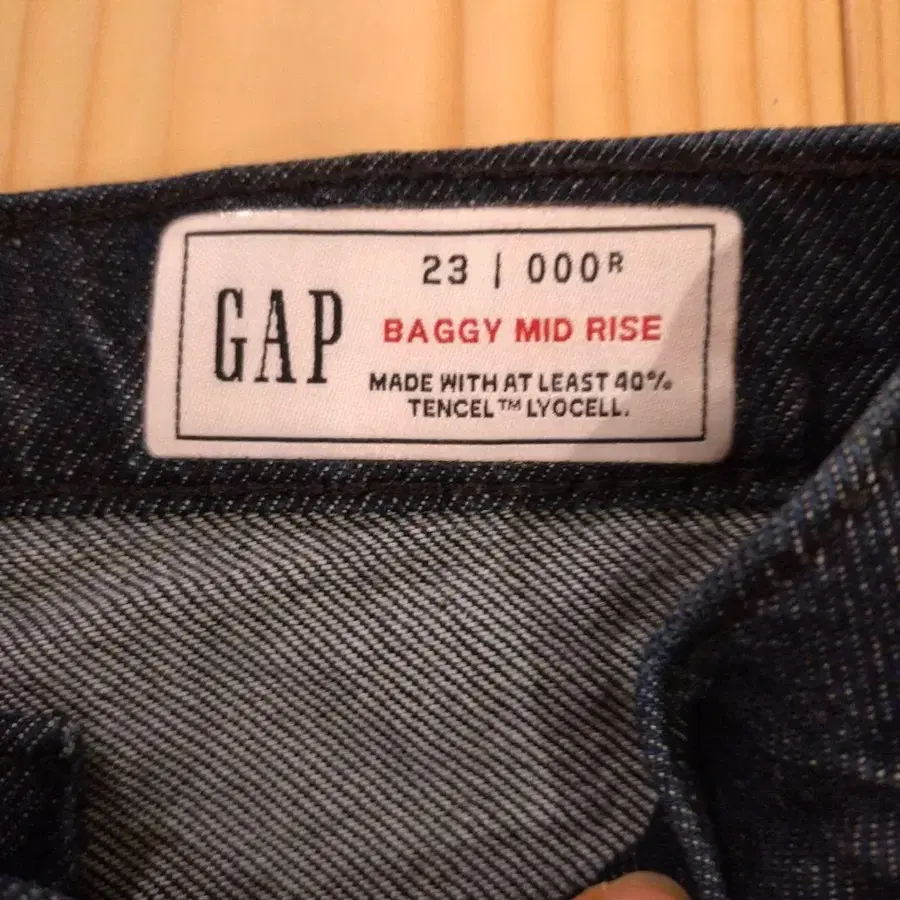 GAP
23 | 000R
BAGGY MID RISE
MADE WITH AT LEAST 40%
TENCEL™ LYOCELL.